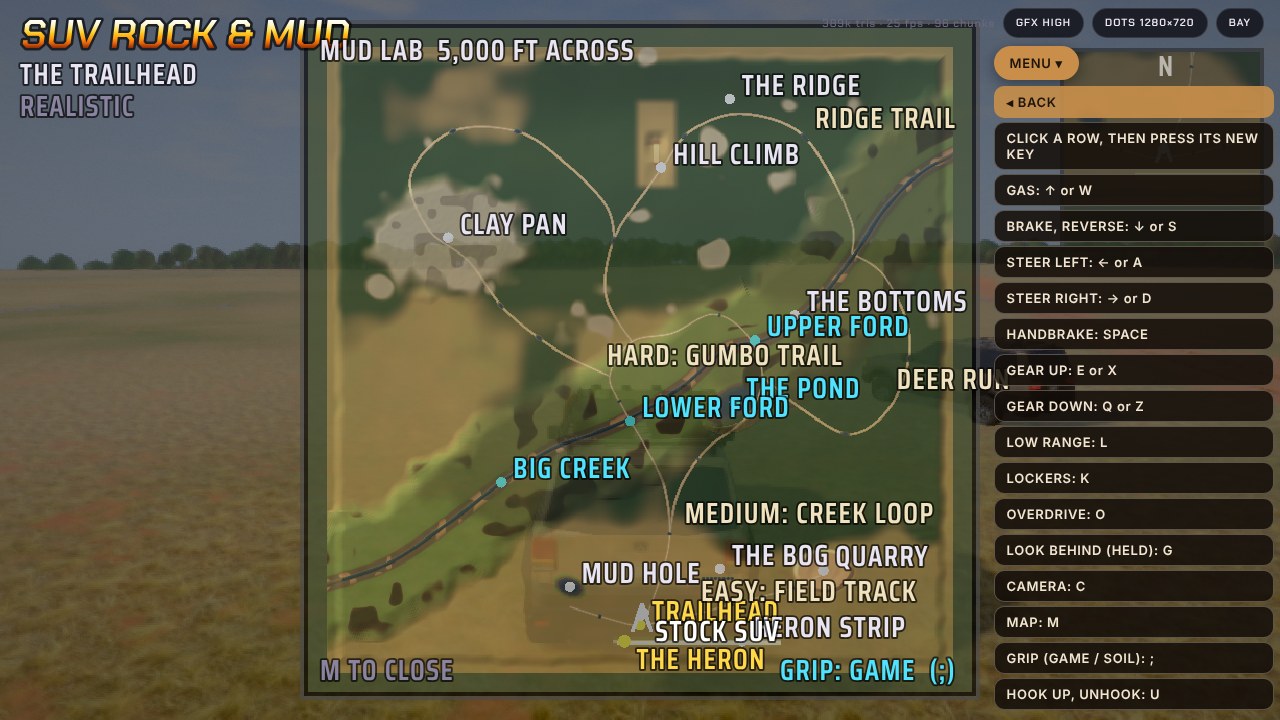 SUV ROCK & MUD
THE TRAILHEAD
REALISTIC
MUD LAB 5,000 FT ACROSS
THE RIDGE
RIDGE TRAIL
HILL CLIMB
CLAY PAN
THE BOTTOMS
UPPER FORD
HARD: GUMBO TRAIL
DEER RUN
THE POND
LOWER FORD
BIG CREEK
MEDIUM: CREEK LOOP
THE BOG
QUARRY
MUD HOLE
EASY: FIELD TRACK
TRAILHEAD
STOCK SUV
HERON STRIP
THE HERON
M TO CLOSE
GRIP: GAME (;)
GFX HIGH
DOTS 1280×720
BAY
MENU ▾
N
◂ BACK
CLICK A ROW, THEN PRESS ITS NEW
KEY
GAS: ↑ or W
BRAKE, REVERSE: ↓ or S
STEER LEFT: ← or A
STEER RIGHT: → or D
HANDBRAKE: SPACE
GEAR UP: E or X
GEAR DOWN: Q or Z
LOW RANGE: L
LOCKERS: K
OVERDRIVE: O
LOOK BEHIND (HELD): G
CAMERA: C
MAP: M
GRIP (GAME / SOIL): ;
HOOK UP, UNHOOK: U